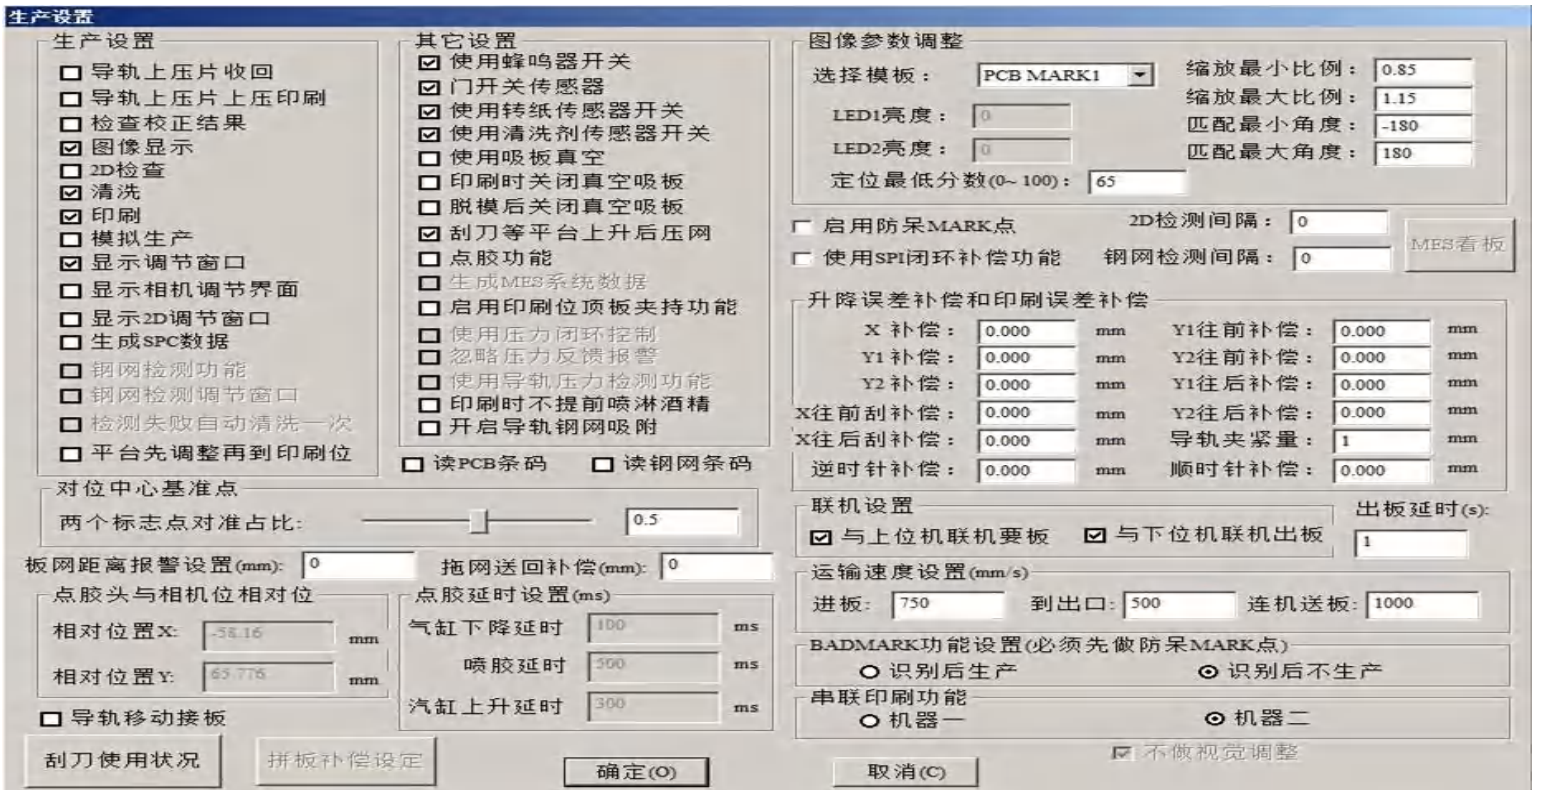 生产设置
生产设置
导轨上压片收回
导轨上压片上压印刷
检查校正结果
图像显示
2D检查
清洗
印刷
模拟生产
显示调节窗口
显示相机调节界面
显示2D调节窗口
生成SPC数据
钢网检测功能
钢网检测调节窗口
检测失败自动清洗一次
平台先调整再到印刷位
其它设置
使用蜂鸣器开关
门开关传感器
使用转纸传感器开关
使用清洗剂传感器开关
使用吸板真空
印刷时关闭真空吸板
脱模后关闭真空吸板
刮刀等平台上升后压网
点胶功能
生成MES系统数据
启用印刷位顶板夹持功能
使用压力闭环控制
忽略压力反馈报警
使用导轨压力检测功能
印刷时不提前喷淋酒精
开启导轨钢网吸附
读PCB条码 读钢网条码
对位中心基准点
两个标志点对准占比: 0.5
板网距离报警设置(mm): 0 拖网送回补偿(mm): 0
点胶头与相机位相对位
相对位置X: -58.16 mm
相对位置Y: 65.776 mm
点胶延时设置(ms)
气缸下降延时 100 ms
喷胶延时 500 ms
汽缸上升延时 300 ms
导轨移动接板
刮刀使用状况 拼板补偿设定 确定(O) 取消(C)
图像参数调整
选择模板: PCB MARK1 缩放最小比例: 0.85
缩放最大比例: 1.15
LED1亮度: 0 匹配最小角度: -180
LED2亮度: 0 匹配最大角度: 180
定位最低分数(0~100): 65
启用防呆MARK点 2D检测间隔: 0
使用SPI闭环补偿功能 钢网检测间隔: 0
MES看板
升降误差补偿和印刷误差补偿
X 补偿: 0.000 mm Y1往前补偿: 0.000 mm
Y1 补偿: 0.000 mm Y2往前补偿: 0.000 mm
Y2 补偿: 0.000 mm Y1往后补偿: 0.000 mm
X往前刮补偿: 0.000 mm Y2往后补偿: 0.000 mm
X往后刮补偿: 0.000 mm 导轨夹紧量: 1 mm
逆时针补偿: 0.000 mm 顺时针补偿: 0.000 mm
联机设置
与上位机联机要板 与下位机联机出板
出板延时(s):
1
运输速度设置(mm/s)
进板: 750 到出口: 500 连机送板: 1000
BADMARK功能设置(必须先做防呆MARK点)
识别后生产 识别后不生产
串联印刷功能
机器一 机器二
不做视觉调整